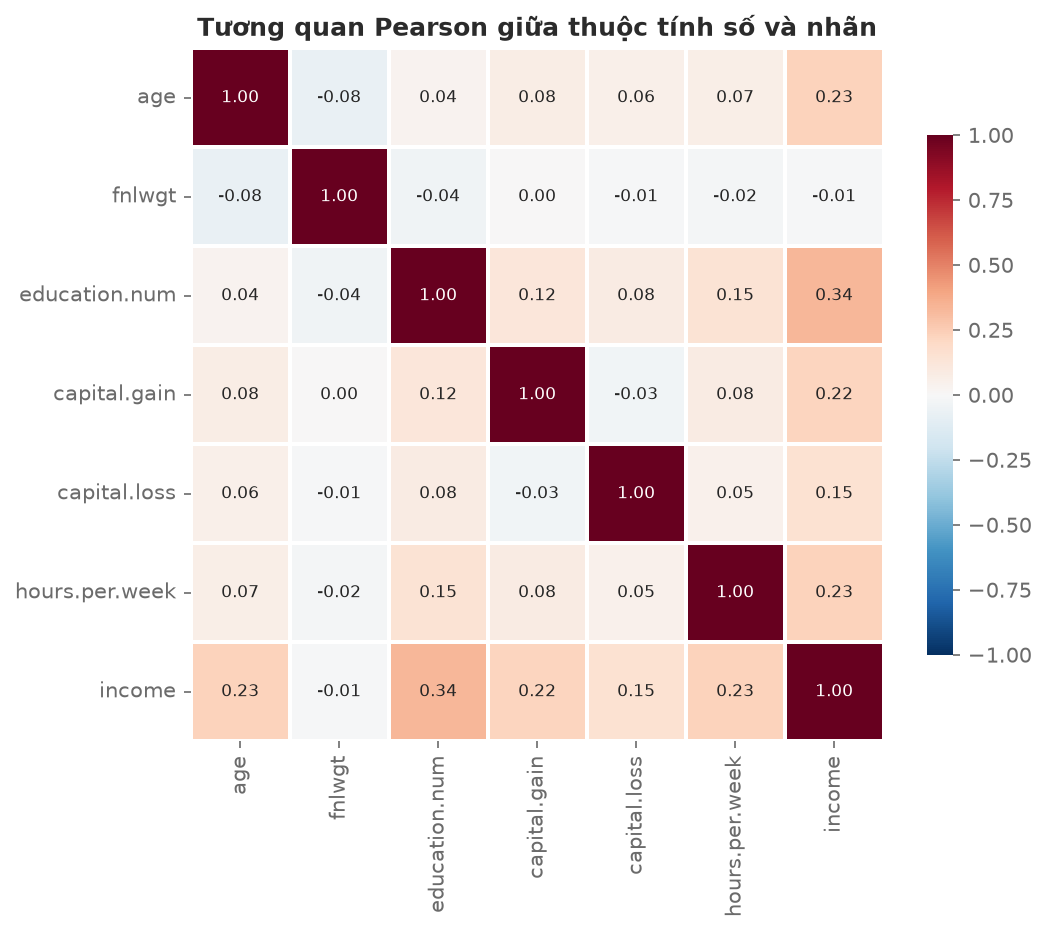 Tương quan Pearson giữa thuộc tính số và nhãn
age 1.00 -0.08 0.04 0.08 0.06 0.07 0.23
fnlwgt -0.08 1.00 -0.04 0.00 -0.01 -0.02 -0.01
education.num 0.04 -0.04 1.00 0.12 0.08 0.15 0.34
capital.gain 0.08 0.00 0.12 1.00 -0.03 0.08 0.22
capital.loss 0.06 -0.01 0.08 -0.03 1.00 0.05 0.15
hours.per.week 0.07 -0.02 0.15 0.08 0.05 1.00 0.23
income 0.23 -0.01 0.34 0.22 0.15 0.23 1.00
age
fnlwgt
education.num
capital.gain
capital.loss
hours.per.week
income
1.00
0.75
0.50
0.25
0.00
−0.25
−0.50
−0.75
−1.00